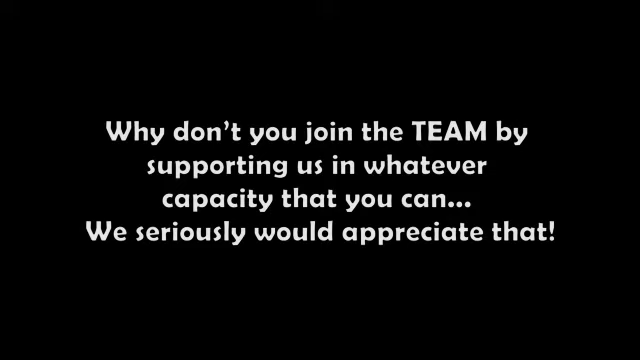 Why don’t you join the TEAM by
supporting us in whatever
capacity that you can...
We seriously would appreciate that!